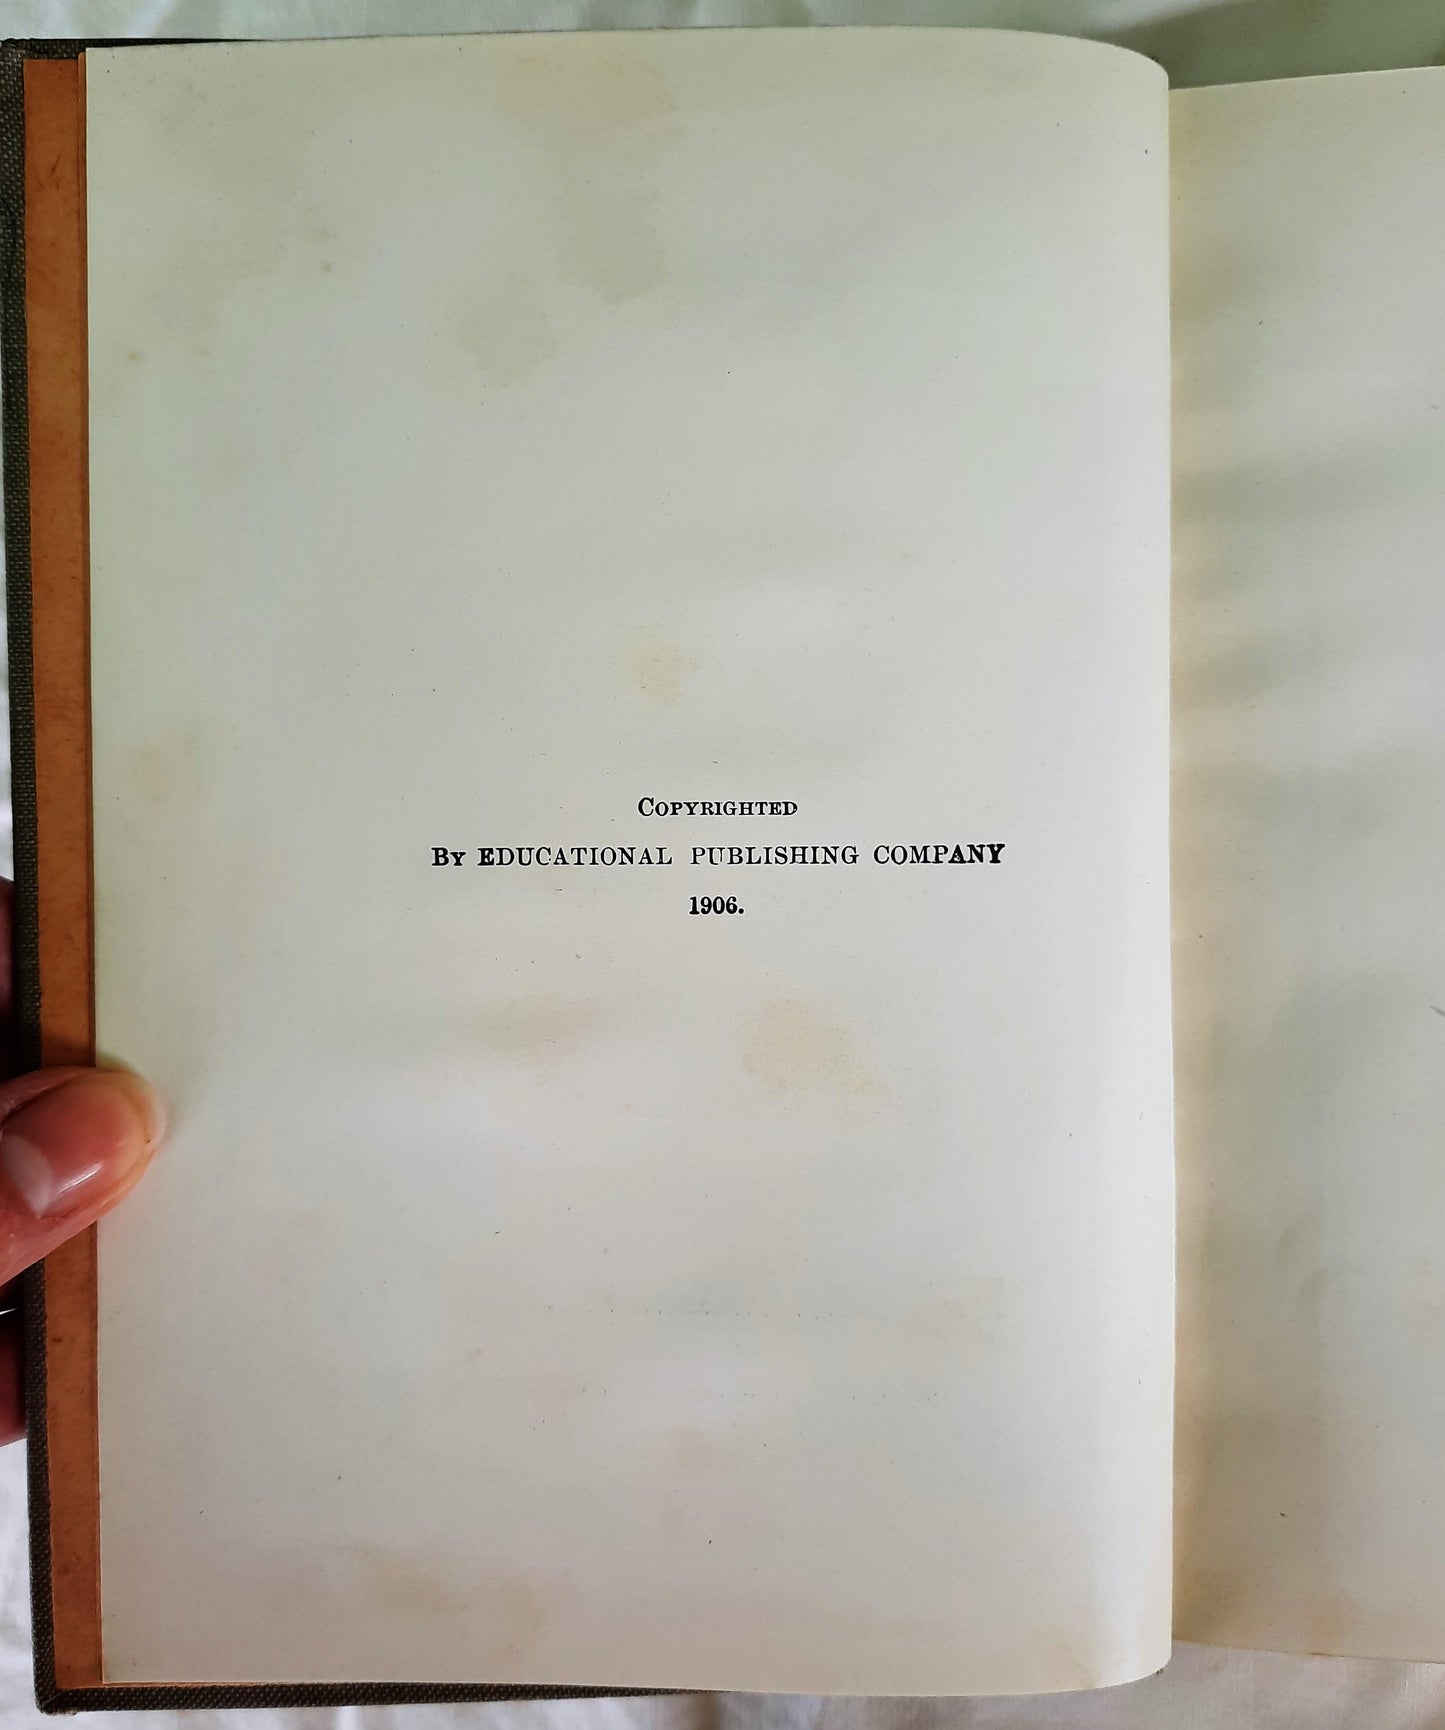 Copyrighted
By EDUCATIONAL PUBLISHING COMPANY
1906.